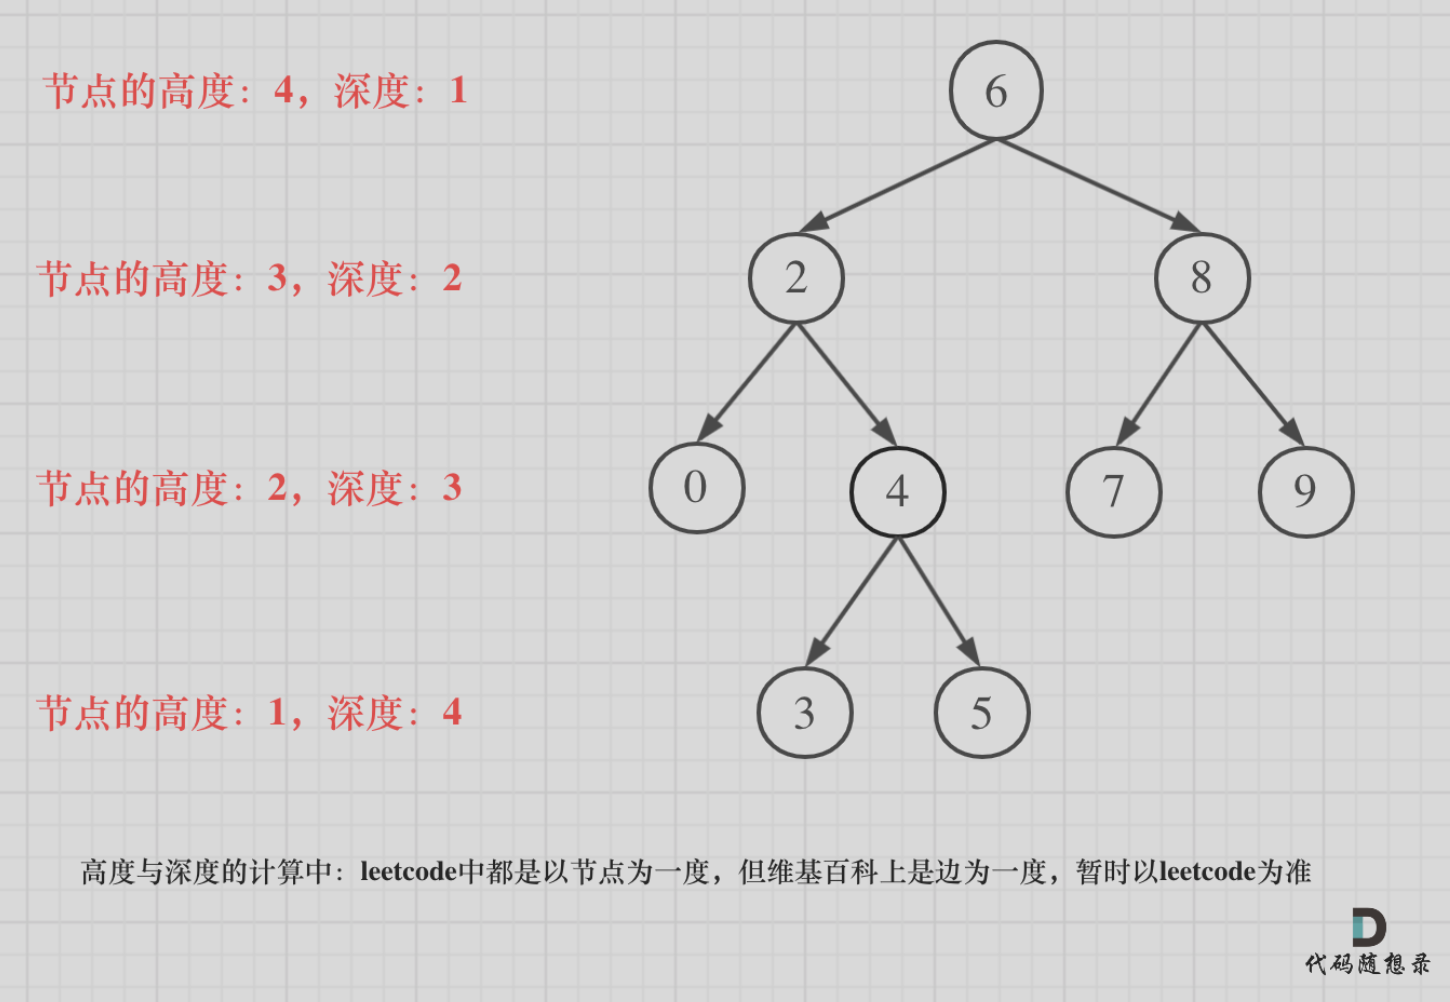 节点的高度：4，深度：1
6
节点的高度：3，深度：2
2
8
节点的高度：2，深度：3
0
4
7
9
节点的高度：1，深度：4
3
5
高度与深度的计算中：leetcode中都是以节点为一度，但维基百科上是边为一度，暂时以leetcode为准
代码随想录